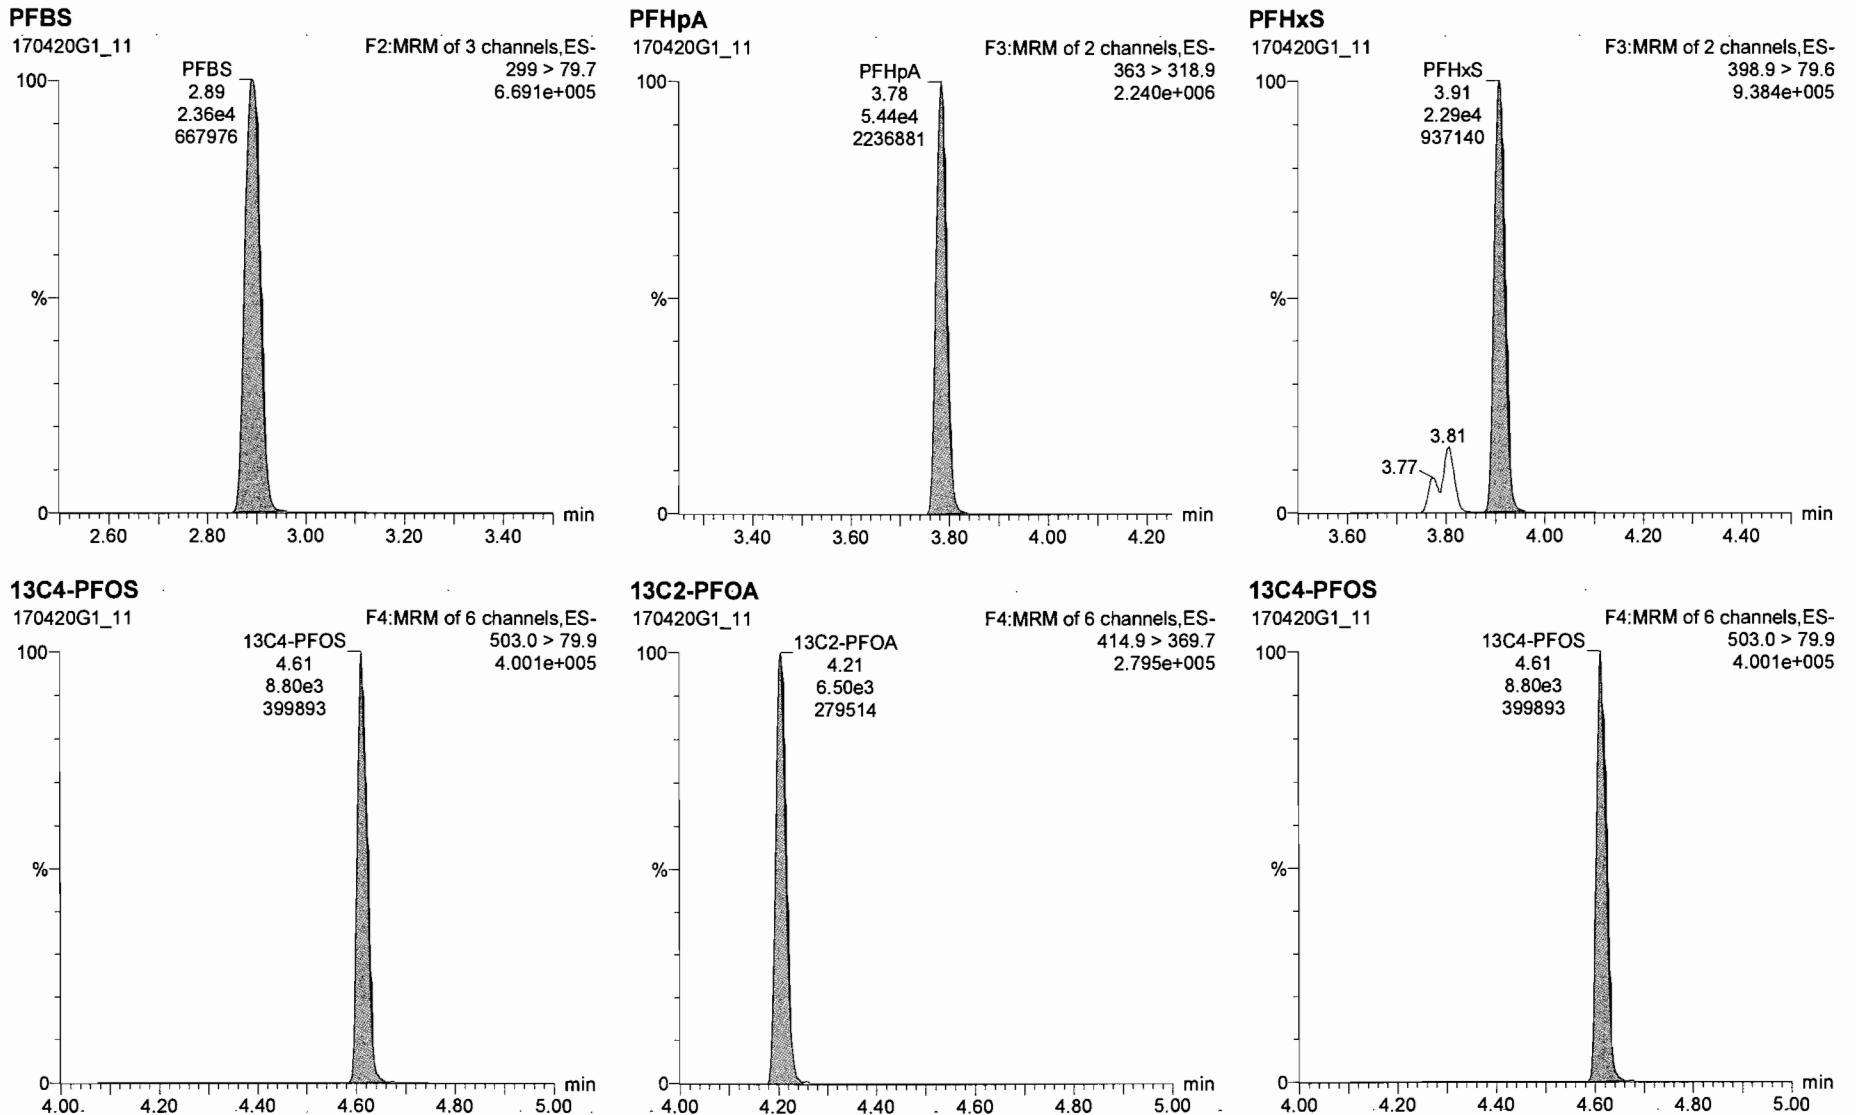 PFBS
170420G1_11
F2:MRM of 3 channels,ES-
299 > 79.7
6.691e+005
PFBS
2.89
2.36e4
667976
100
%
0
min
2.60 2.80 3.00 3.20 3.40
PFHpA
170420G1_11
F3:MRM of 2 channels,ES-
363 > 318.9
2.240e+006
PFHpA
3.78
5.44e4
2236881
100
%
0
min
3.40 3.60 3.80 4.00 4.20
PFHxS
170420G1_11
F3:MRM of 2 channels,ES-
398.9 > 79.6
9.384e+005
PFHxS
3.91
2.29e4
937140
100
%
3.81
3.77
0
min
3.60 3.80 4.00 4.20 4.40
13C4-PFOS
170420G1_11
F4:MRM of 6 channels,ES-
503.0 > 79.9
4.001e+005
13C4-PFOS
4.61
8.80e3
399893
100
%
0
min
4.00 4.20 4.40 4.60 4.80 5.00
13C2-PFOA
170420G1_11
F4:MRM of 6 channels,ES-
414.9 > 369.7
2.795e+005
13C2-PFOA
4.21
6.50e3
279514
100
%
0
min
4.00 4.20 4.40 4.60 4.80 5.00
13C4-PFOS
170420G1_11
F4:MRM of 6 channels,ES-
503.0 > 79.9
4.001e+005
13C4-PFOS
4.61
8.80e3
399893
100
%
0
min
4.00 4.20 4.40 4.60 4.80 5.00